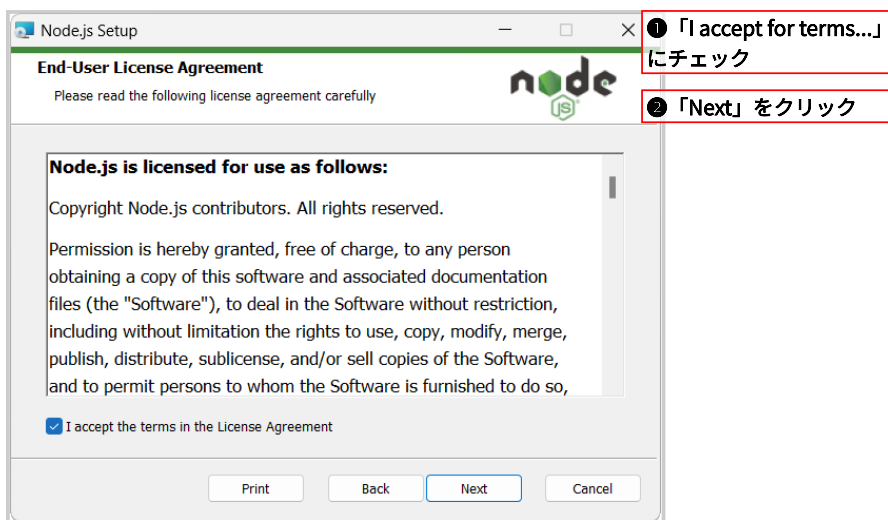 Node.js Setup
End-User License Agreement
Please read the following license agreement carefully
node
JS
Node.js is licensed for use as follows:
Copyright Node.js contributors. All rights reserved.
Permission is hereby granted, free of charge, to any person
obtaining a copy of this software and associated documentation
files (the "Software"), to deal in the Software without restriction,
including without limitation the rights to use, copy, modify, merge,
publish, distribute, sublicense, and/or sell copies of the Software,
and to permit persons to whom the Software is furnished to do so,
I accept the terms in the License Agreement
Print
Back
Next
Cancel
❶「I accept for terms...」
にチェック
❷「Next」をクリック